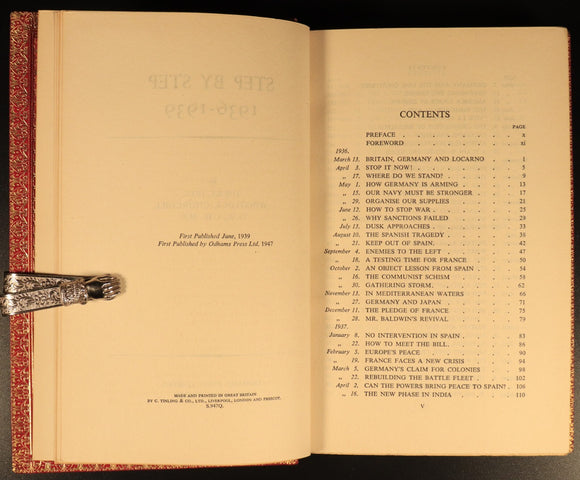 First Published June, 1939
First Published by Odhams Press Ltd. 1947
MADE AND PRINTED IN GREAT BRITAIN
BY C. TINLING & CO., LTD., LIVERPOOL, LONDON AND PRESCOT.
S.947Q.
CONTENTS
PAGE
PREFACE . . . . . . . . x
FOREWORD . . . . . . . . xi
1936.
March 13. BRITAIN, GERMANY AND LOCARNO . 1
April 3. STOP IT NOW! . . . . . . 5
„ 17. WHERE DO WE STAND? . . . . 9
May 1. HOW GERMANY IS ARMING . . . 13
„ 15. OUR NAVY MUST BE STRONGER . . 17
„ 29. ORGANISE OUR SUPPLIES . . . 21
June 12. HOW TO STOP WAR . . . . . 26
„ 26. WHY SANCTIONS FAILED . . . 29
July 13. DUSK APPROACHES . . . . . 33
August 10. THE SPANISH TRAGEDY . . . . 36
„ 21. KEEP OUT OF SPAIN. . . . . 42
September 4. ENEMIES TO THE LEFT . . . . 47
„ 18. A TESTING TIME FOR FRANCE . . 50
October 2. AN OBJECT LESSON FROM SPAIN . 54
„ 16. THE COMMUNIST SCHISM . . . 58
„ 30. GATHERING STORM. . . . . 62
November 13. IN MEDITERRANEAN WATERS . . 66
„ 27. GERMANY AND JAPAN . . . . 71
December 11. THE PLEDGE OF FRANCE . . . 75
„ 28. MR. BALDWIN'S REVIVAL . . . 79
1937.
January 8. NO INTERVENTION IN SPAIN . . 83
„ 22. HOW TO MEET THE BILL. . . . 86
February 5. EUROPE'S PEACE . . . . . 90
„ 19. FRANCE FACES A NEW CRISIS . . 94
March 5. GERMANY'S CLAIM FOR COLONIES . 98
„ 22. REBUILDING THE BATTLE FLEET . . 102
April 2. CAN THE POWERS BRING PEACE TO SPAIN? . 106
„ 16. THE NEW PHASE IN INDIA . . . 110
V